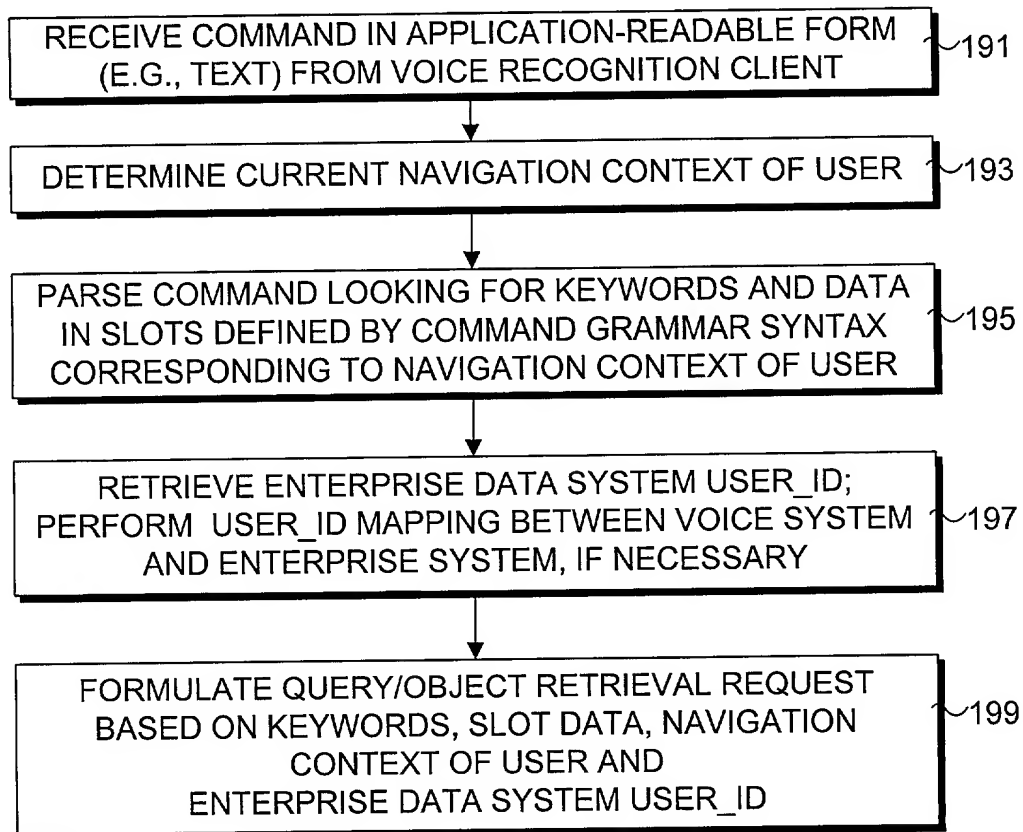 RECEIVE COMMAND IN APPLICATION-READABLE FORM
(E.G., TEXT) FROM VOICE RECOGNITION CLIENT
191
DETERMINE CURRENT NAVIGATION CONTEXT OF USER
193
PARSE COMMAND LOOKING FOR KEYWORDS AND DATA
IN SLOTS DEFINED BY COMMAND GRAMMAR SYNTAX
CORRESPONDING TO NAVIGATION CONTEXT OF USER
195
RETRIEVE ENTERPRISE DATA SYSTEM USER_ID;
PERFORM USER_ID MAPPING BETWEEN VOICE SYSTEM
AND ENTERPRISE SYSTEM, IF NECESSARY
197
FORMULATE QUERY/OBJECT RETRIEVAL REQUEST
BASED ON KEYWORDS, SLOT DATA, NAVIGATION
CONTEXT OF USER AND
ENTERPRISE DATA SYSTEM USER_ID
199